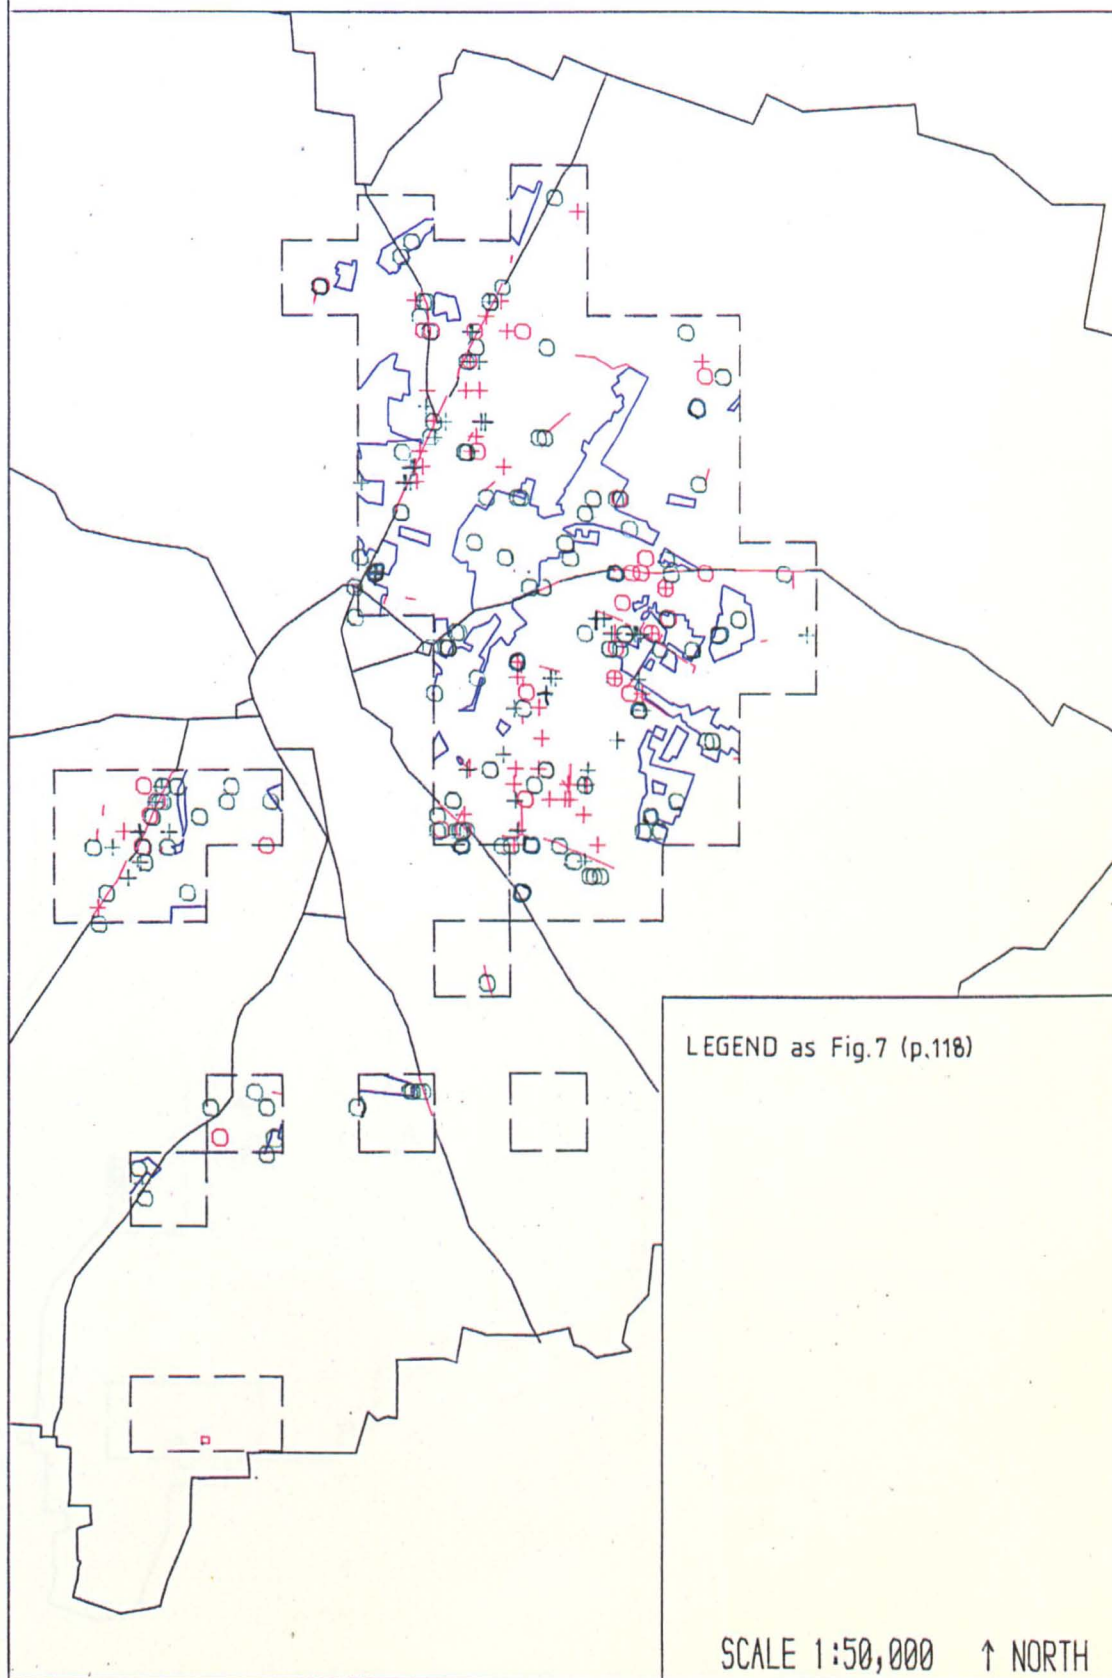 LEGEND as Fig.7 (p.118)
SCALE 1:50,000 ↑ NORTH